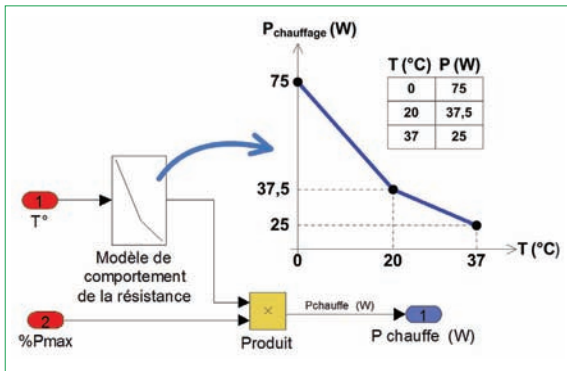 P chauffage (W)
T (°C) P (W)
0 75
20 37,5
37 25
75
37,5
25
0 20 37
T (°C)
1
T°
Modèle de
comportement
de la résistance
2
%Pmax
×
Produit
Pchauffe (W)
1
P chauffe (W)